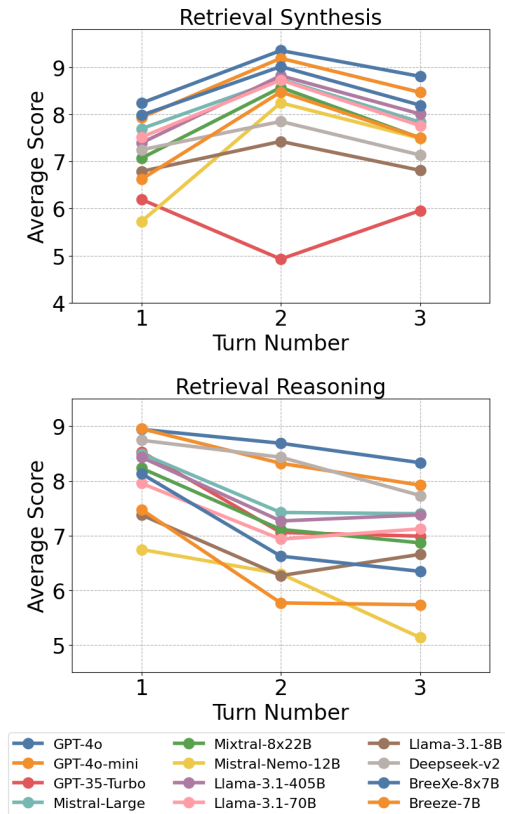 Retrieval Synthesis
Average Score
9
8
7
6
5
4
1 2 3
Turn Number
Retrieval Reasoning
Average Score
9
8
7
6
5
1 2 3
Turn Number
GPT-4o Mixtral-8x22B Llama-3.1-8B
GPT-4o-mini Mistral-Nemo-12B Deepseek-v2
GPT-35-Turbo Llama-3.1-405B BreeXe-8x7B
Mistral-Large Llama-3.1-70B Breeze-7B